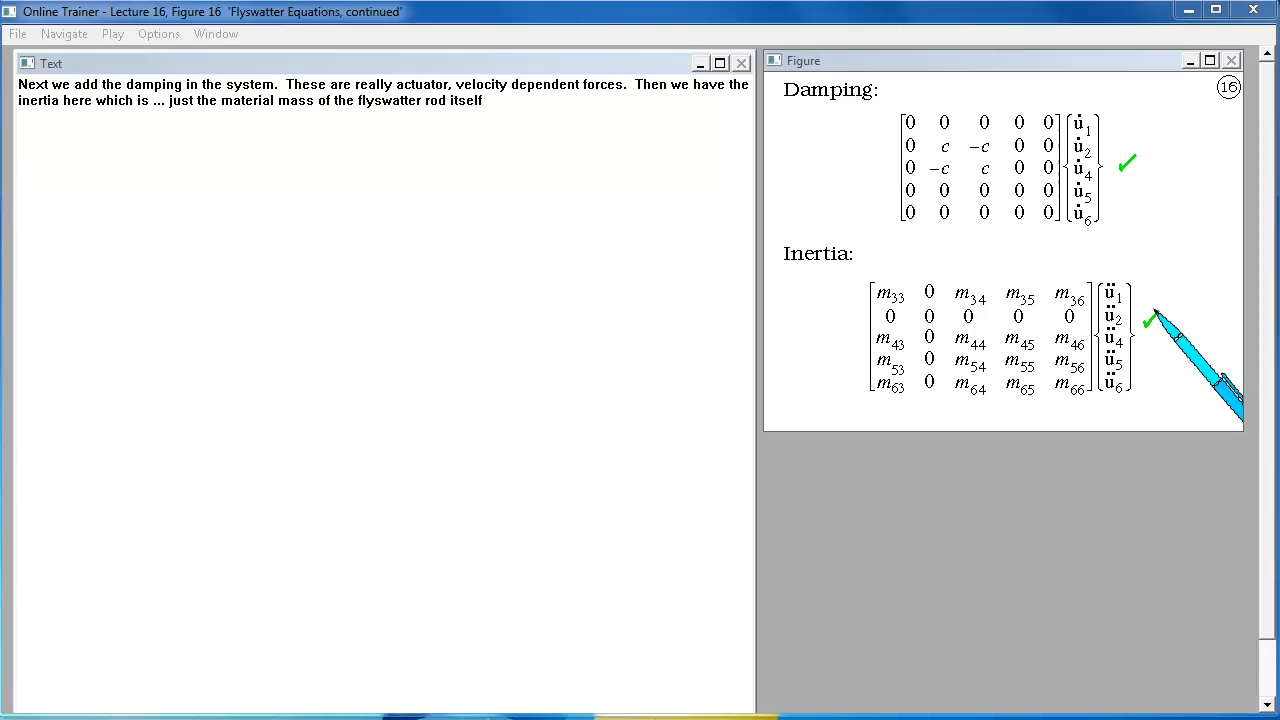 Online Trainer - Lecture 16, Figure 16 'Flyswatter Equations, continued'
File Navigate Play Options Window
Text
Next we add the damping in the system. These are really actuator, velocity dependent forces. Then we have the
inertia here which is ... just the material mass of the flyswatter rod itself
Figure
Damping: 16
0 0 0 0 0 u̇1
0 c −c 0 0 u̇2
0 −c c 0 0 u̇4
0 0 0 0 0 u̇5
0 0 0 0 0 u̇6
Inertia:
m33 0 m34 m35 m36 ü1
0 0 0 0 0 ü2
m43 0 m44 m45 m46 ü4
m53 0 m54 m55 m56 ü5
m63 0 m64 m65 m66 ü6